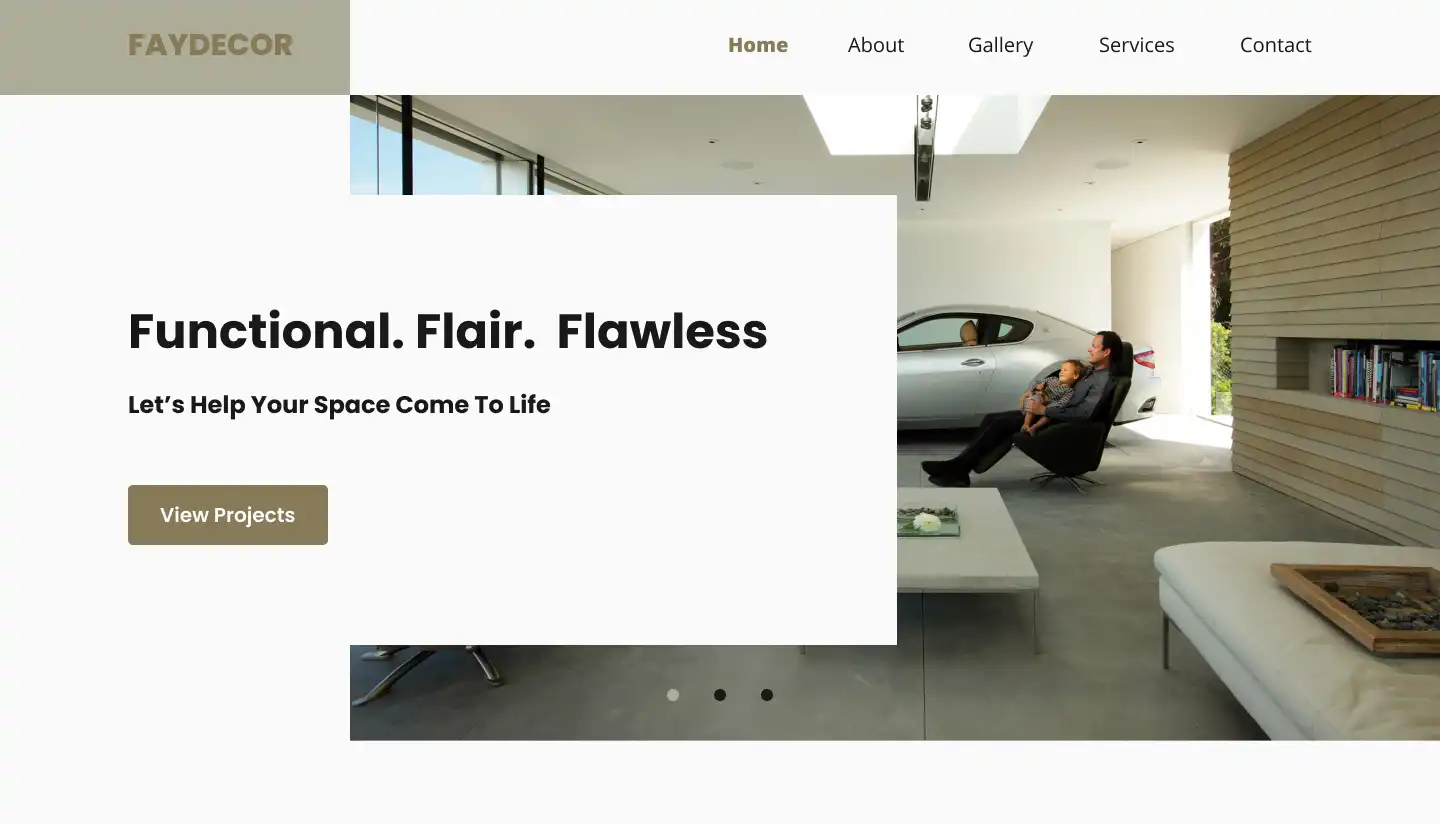 FAYDECOR
Home About Gallery Services Contact
Functional. Flair.  Flawless
Let’s Help Your Space Come To Life
View Projects